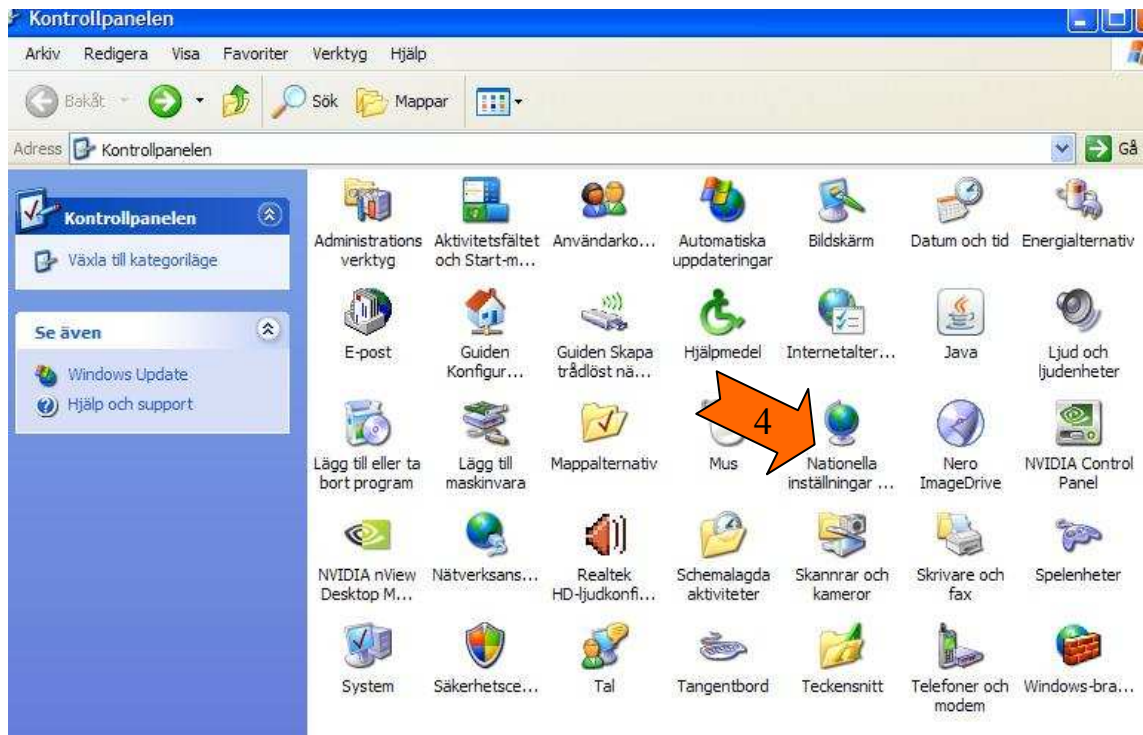 Kontrollpanelen
Arkiv Redigera Visa Favoriter Verktyg Hjälp
Bakåt Sök Mappar
Adress Kontrollpanelen Gå
Kontrollpanelen
Växla till kategoriläge
Se även
Windows Update
Hjälp och support
Administrations Aktivitetsfältet Användarko... Automatiska Bildskärm Datum och tid Energialternativ
verktyg och Start-m... uppdateringar
E-post Guiden Guiden Skapa Hjälpmedel Internetalter... Java Ljud och
Konfigur... trådlöst nä... ljudenheter
4
Lägg till eller ta Lägg till Mappalternativ Mus Nationella Nero NVIDIA Control
bort program maskinvara inställningar ... ImageDrive Panel
NVIDIA nView Nätverksans... Realtek Schemalagda Skannrar och Skrivare och Spelenheter
Desktop M... HD-ljudkonfi... aktiviteter kameror fax
System Säkerhetsce... Tal Tangentbord Teckensnitt Telefoner och Windows-bra...
modem